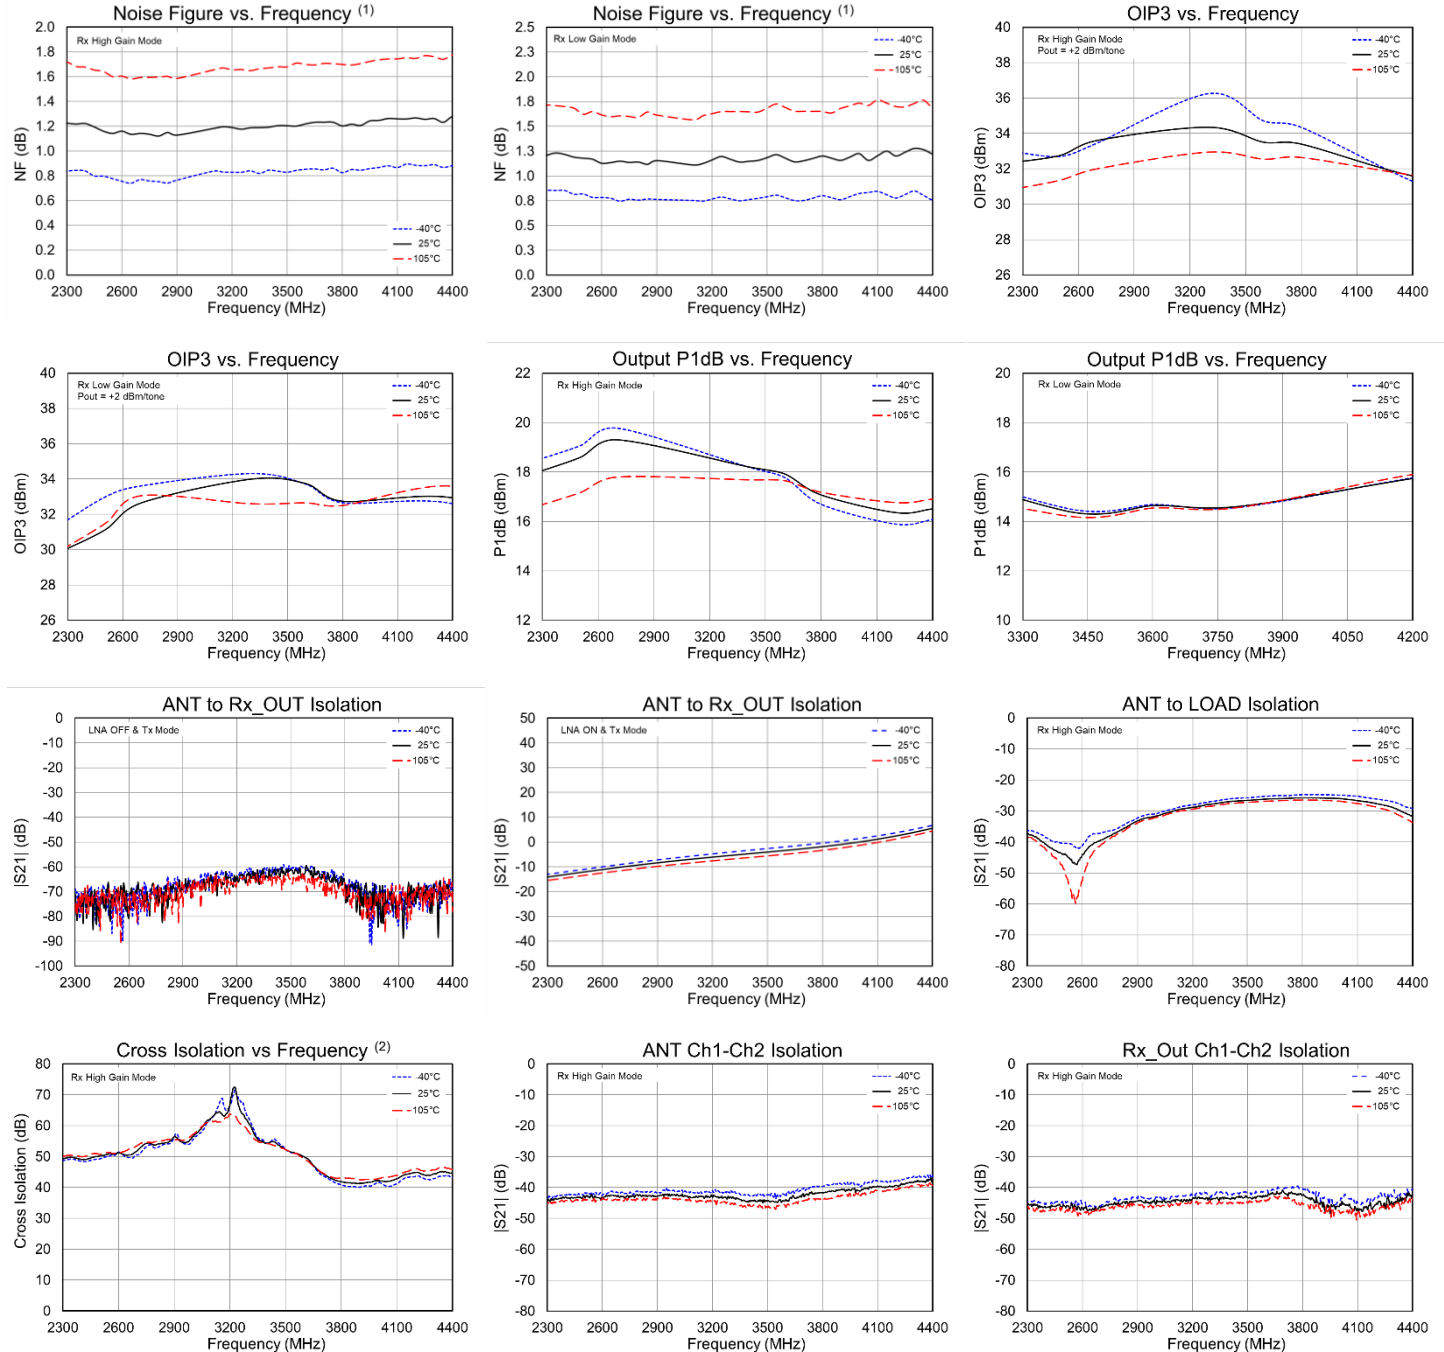 Noise Figure vs. Frequency (1)
Rx High Gain Mode
2.0
1.8
1.6
1.4
1.2
1.0
0.8
0.6
0.4
0.2
0.0
NF (dB)
-40°C
25°C
105°C
2300 2600 2900 3200 3500 3800 4100 4400
Frequency (MHz)
Noise Figure vs. Frequency (1)
Rx Low Gain Mode
2.5
2.3
2.0
1.8
1.5
1.3
1.0
0.8
0.5
0.3
0.0
NF (dB)
-40°C
25°C
105°C
2300 2600 2900 3200 3500 3800 4100 4400
Frequency (MHz)
OIP3 vs. Frequency
Rx High Gain Mode
Pout = +2 dBm/tone
40
38
36
34
32
30
28
26
OIP3 (dBm)
-40°C
25°C
105°C
2300 2600 2900 3200 3500 3800 4100 4400
Frequency (MHz)
OIP3 vs. Frequency
Rx Low Gain Mode
Pout = +2 dBm/tone
40
38
36
34
32
30
28
26
OIP3 (dBm)
-40°C
25°C
105°C
2300 2600 2900 3200 3500 3800 4100 4400
Frequency (MHz)
Output P1dB vs. Frequency
Rx High Gain Mode
22
20
18
16
14
12
P1dB (dBm)
-40°C
25°C
105°C
2300 2600 2900 3200 3500 3800 4100 4400
Frequency (MHz)
Output P1dB vs. Frequency
Rx Low Gain Mode
20
18
16
14
12
10
P1dB (dBm)
-40°C
25°C
105°C
3300 3450 3600 3750 3900 4050 4200
Frequency (MHz)
ANT to Rx_OUT Isolation
LNA OFF & Tx Mode
0
-10
-20
-30
-40
-50
-60
-70
-80
-90
-100
|S21| (dB)
-40°C
25°C
105°C
2300 2600 2900 3200 3500 3800 4100 4400
Frequency (MHz)
ANT to Rx_OUT Isolation
LNA ON & Tx Mode
50
40
30
20
10
0
-10
-20
-30
-40
-50
|S21| (dB)
-40°C
25°C
105°C
2300 2600 2900 3200 3500 3800 4100 4400
Frequency (MHz)
ANT to LOAD Isolation
Rx High Gain Mode
0
-10
-20
-30
-40
-50
-60
-70
-80
|S21| (dB)
-40°C
25°C
105°C
2300 2600 2900 3200 3500 3800 4100 4400
Frequency (MHz)
Cross Isolation vs Frequency (2)
Rx High Gain Mode
80
70
60
50
40
30
20
10
0
Cross Isolation (dB)
-40°C
25°C
105°C
2300 2600 2900 3200 3500 3800 4100 4400
Frequency (MHz)
ANT Ch1-Ch2 Isolation
Rx High Gain Mode
0
-10
-20
-30
-40
-50
-60
-70
-80
|S21| (dB)
-40°C
25°C
105°C
2300 2600 2900 3200 3500 3800 4100 4400
Frequency (MHz)
Rx_Out Ch1-Ch2 Isolation
Rx High Gain Mode
0
-10
-20
-30
-40
-50
-60
-70
-80
|S21| (dB)
-40°C
25°C
105°C
2300 2600 2900 3200 3500 3800 4100 4400
Frequency (MHz)